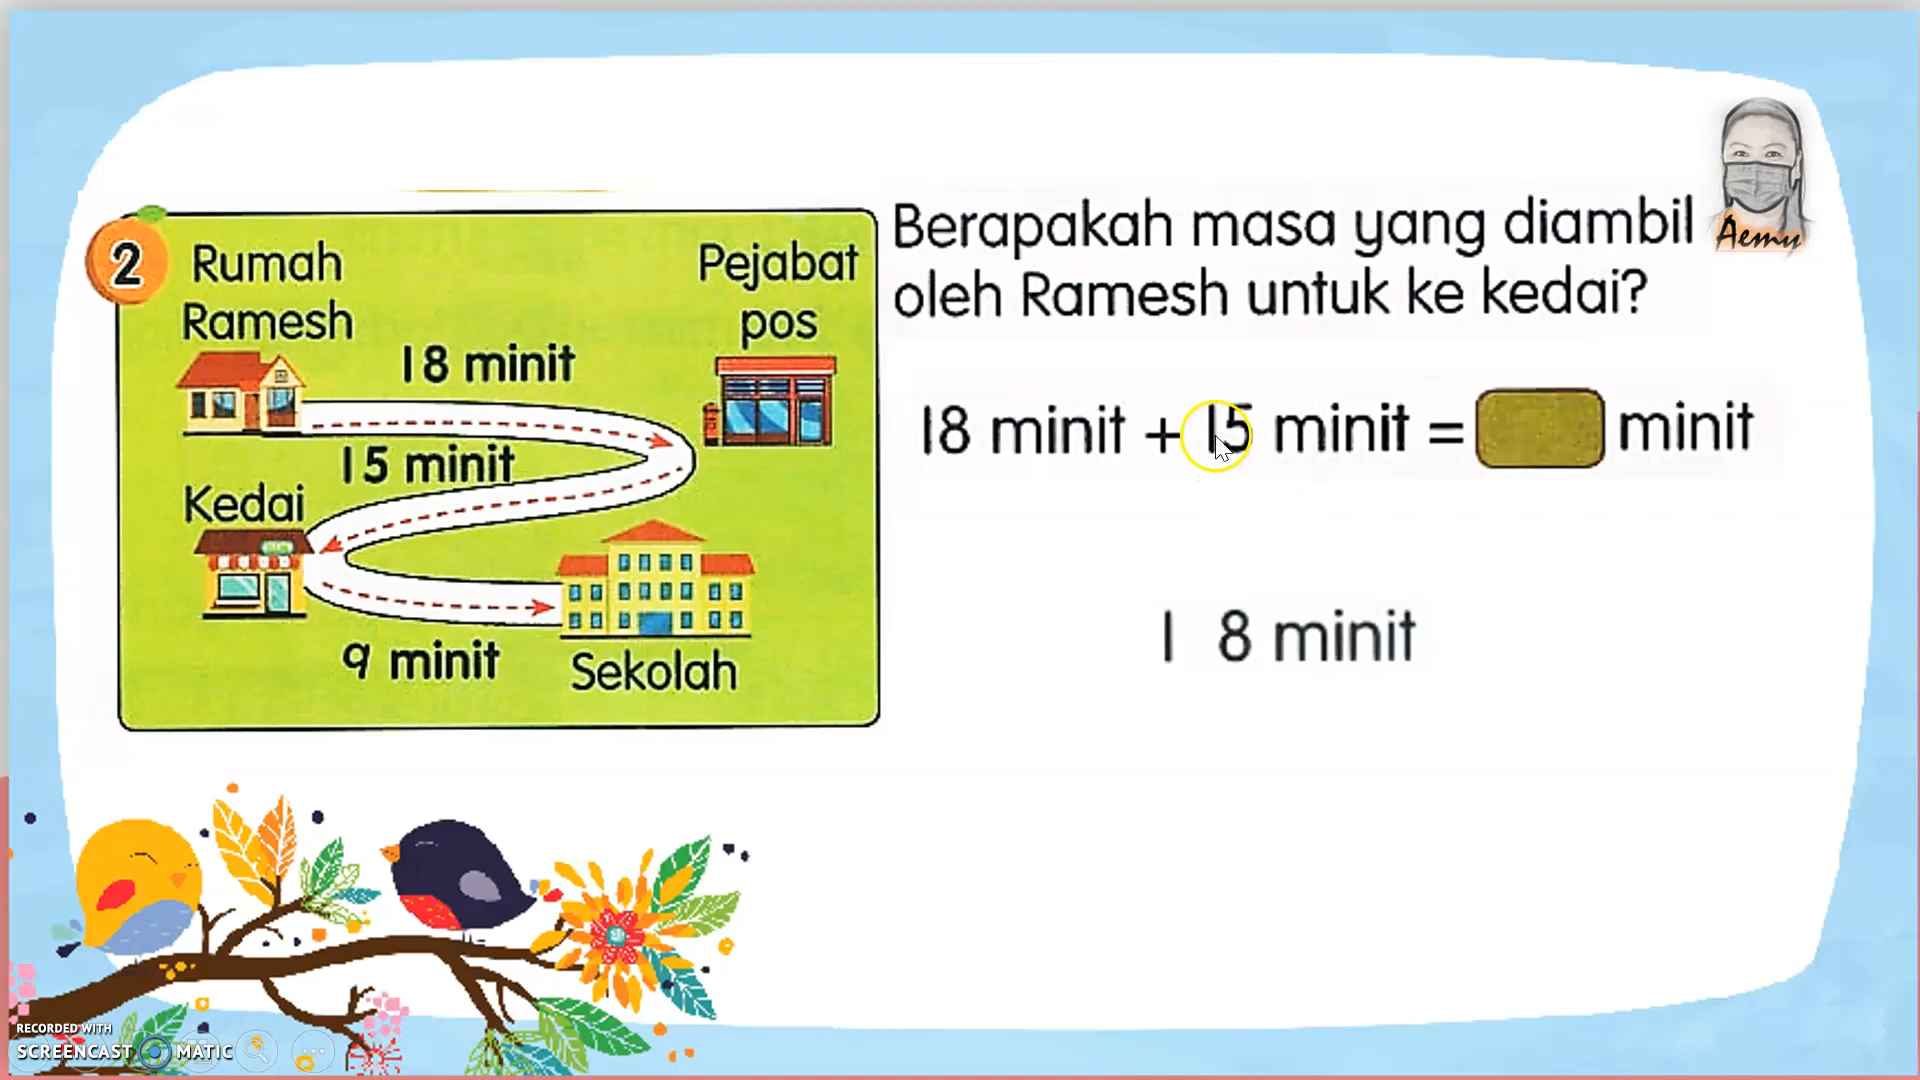 2
Rumah
Ramesh
Pejabat
pos
18 minit
15 minit
Kedai
9 minit
Sekolah
Berapakah masa yang diambil
oleh Ramesh untuk ke kedai?
Aemy
18 minit + 15 minit = minit
1 8 minit
RECORDED WITH
SCREENCAST MATIC